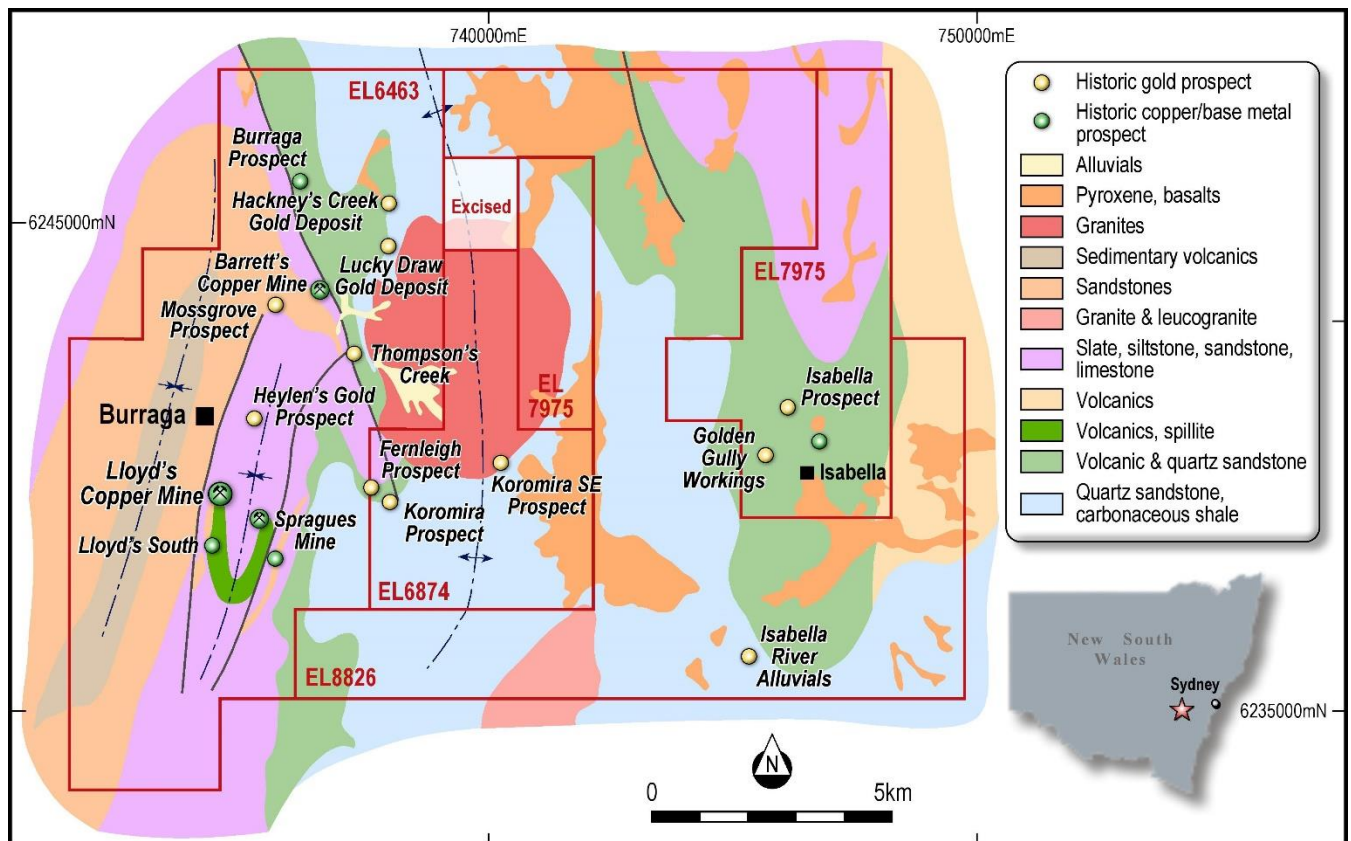 740000mE
750000mE
EL6463
Burraga
Prospect
Hackney's Creek
Gold Deposit
Excised
6245000mN
Barrett's
Copper Mine
Lucky Draw
Gold Deposit
EL7975
Mossgrove
Prospect
Thompson's
Creek
Isabella
Prospect
EL
7975
Heylen's Gold
Prospect
Burraga
Golden
Gully
Workings
Fernleigh
Prospect
Isabella
Lloyd's
Copper Mine
Koromira
Prospect
Koromira SE
Prospect
Spragues
Mine
Lloyd's South
EL6874
Isabella
River
Alluvials
EL8826
6235000mN
N
0
5km
Historic gold prospect
Historic copper/base metal
prospect
Alluvials
Pyroxene, basalts
Granites
Sedimentary volcanics
Sandstones
Granite & leucogranite
Slate, siltstone, sandstone,
limestone
Volcanics
Volcanics, spillite
Volcanic & quartz sandstone
Quartz sandstone,
carbonaceous shale
New South
Wales
Sydney